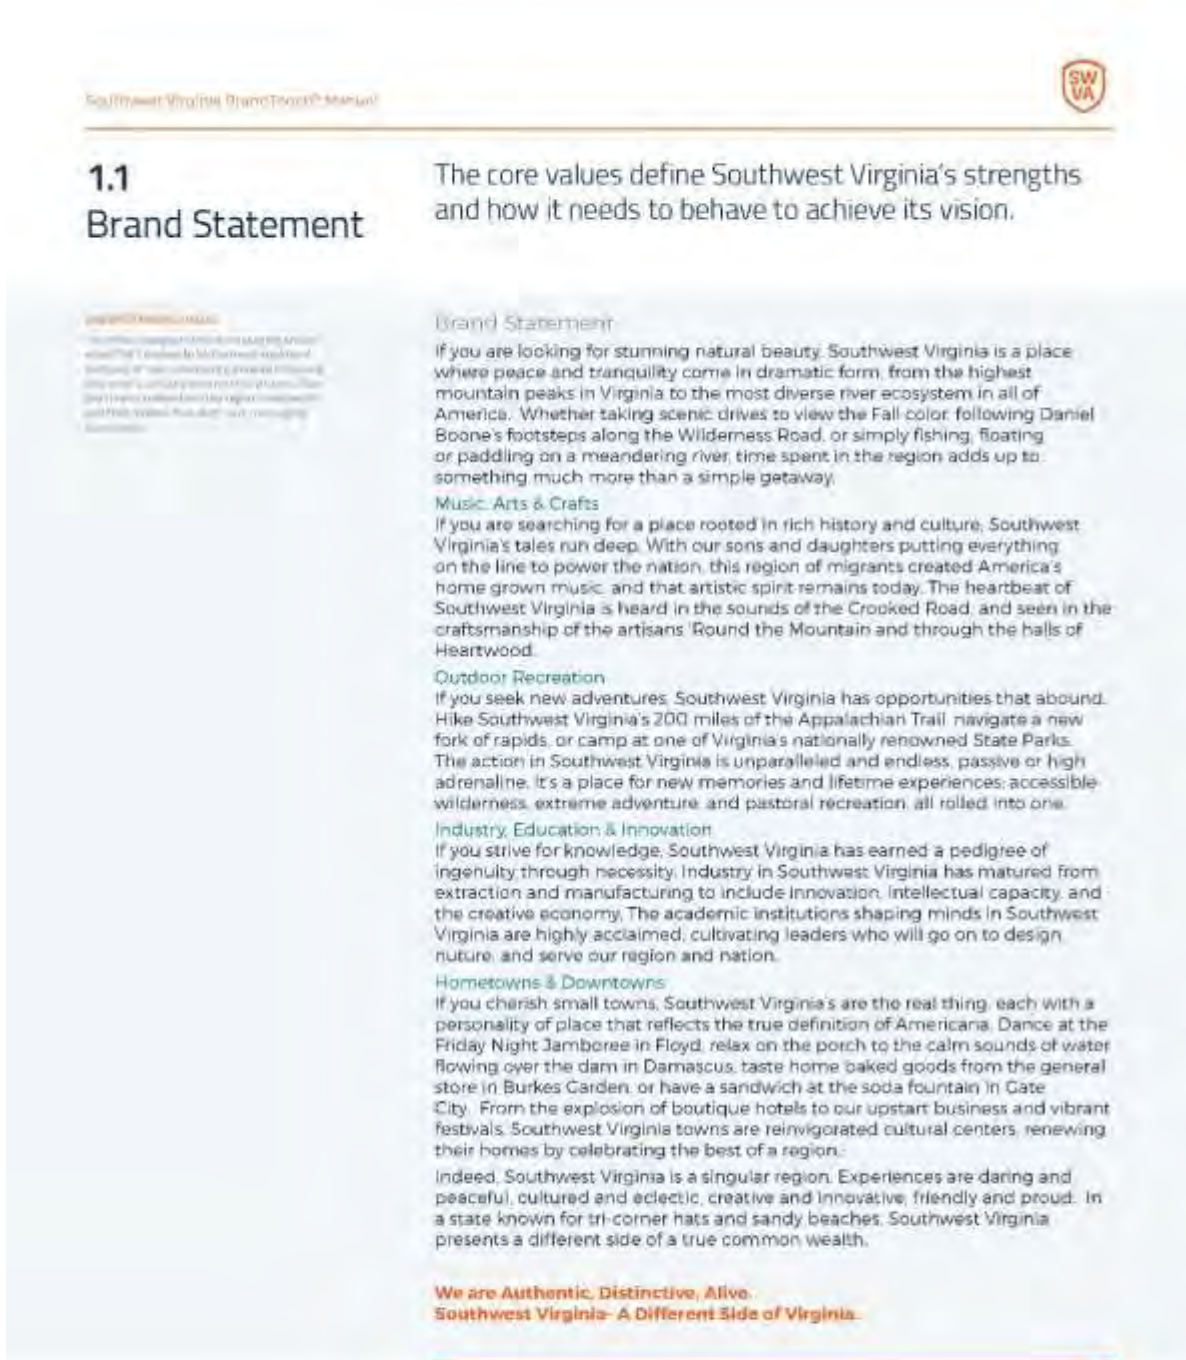 Southwest Virginia BrandTouch® Manual
SW
VA
1.1
Brand Statement
The core values define Southwest Virginia's strengths
and how it needs to behave to achieve its vision.
Brand Statement
If you are looking for stunning natural beauty, Southwest Virginia is a place
where peace and tranquility come in dramatic form, from the highest
mountain peaks in Virginia to the most diverse river ecosystem in all of
America. Whether taking scenic drives to view the Fall color, following Daniel
Boone's footsteps along the Wilderness Road, or simply fishing, floating
or paddling on a meandering river, time spent in the region adds up to
something much more than a simple getaway.
Music, Arts & Crafts
If you are searching for a place rooted in rich history and culture, Southwest
Virginia's tales run deep. With our sons and daughters putting everything
on the line to power the nation, this region of migrants created America's
home grown music, and that artistic spirit remains today. The heartbeat of
Southwest Virginia is heard in the sounds of the Crooked Road, and seen in the
craftsmanship of the artisans 'Round the Mountain and through the halls of
Heartwood.
Outdoor Recreation
If you seek new adventures, Southwest Virginia has opportunities that abound.
Hike Southwest Virginia's 200 miles of the Appalachian Trail, navigate a new
fork of rapids, or camp at one of Virginia's nationally renowned State Parks.
The action in Southwest Virginia is unparalleled and endless, passive or high
adrenaline. It's a place for new memories and lifetime experiences; accessible
wilderness, extreme adventure, and pastoral recreation, all rolled into one.
Industry, Education & Innovation
If you strive for knowledge, Southwest Virginia has earned a pedigree of
ingenuity through necessity. Industry in Southwest Virginia has matured from
extraction and manufacturing to include innovation, intellectual capacity, and
the creative economy. The academic institutions shaping minds in Southwest
Virginia are highly acclaimed, cultivating leaders who will go on to design,
nuture, and serve our region and nation.
Hometowns & Downtowns
If you cherish small towns, Southwest Virginia's are the real thing, each with a
personality of place that reflects the true definition of Americana. Dance at the
Friday Night Jamboree in Floyd, relax on the porch to the calm sounds of water
flowing over the dam in Damascus, taste home baked goods from the general
store in Burkes Garden, or have a sandwich at the soda fountain in Gate
City. From the explosion of boutique hotels to our upstart business and vibrant
festivals, Southwest Virginia towns are reinvigorated cultural centers, renewing
their homes by celebrating the best of a region.
Indeed, Southwest Virginia is a singular region. Experiences are daring and
peaceful, cultured and eclectic, creative and innovative, friendly and proud. In
a state known for tri-corner hats and sandy beaches, Southwest Virginia
presents a different side of a true common wealth.
We are Authentic, Distinctive, Alive.
Southwest Virginia- A Different Side of Virginia.